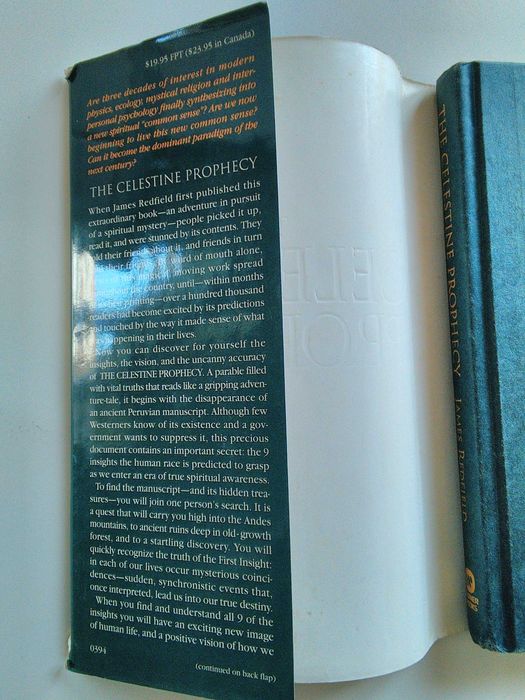 $19.95 FPT ($23.95 in Canada)
Are three decades of interest in modern
physics, ecology, mystical religion and inter-
personal psychology finally synthesizing into
a new spiritual "common sense"? Are we now
beginning to live this new common sense?
Can it become the dominant paradigm of the
next century?
THE CELESTINE PROPHECY
When James Redfield first published this
extraordinary book—an adventure in pursuit
of a spiritual mystery—people picked it up,
read it, and were stunned by its contents. They
told their friends about it, and friends in turn
their friends. word of mouth alone,
this magical moving work spread
throughout the country, until—within months
of its first printing—over a hundred thousand
readers had become excited by its predictions
and touched by the way it made sense of what
happening in their lives.
Now you can discover for yourself the
insights, the vision, and the uncanny accuracy
of THE CELESTINE PROPHECY. A parable filled
with vital truths that reads like a gripping adven-
ture-tale, it begins with the disappearance of
an ancient Peruvian manuscript. Although few
Westerners know of its existence and a gov-
ernment wants to suppress it, this precious
document contains an important secret: the 9
insights the human race is predicted to grasp
as we enter an era of true spiritual awareness.
To find the manuscript—and its hidden trea-
sures—you will join one person's search. It is
a quest that will carry you high into the Andes
mountains, to ancient ruins deep in old-growth
forest, and to a startling discovery. You will
quickly recognize the truth of the First Insight:
in each of our lives occur mysterious coinci-
dences—sudden, synchronistic events that,
once interpreted, lead us into our true destiny.
When you find and understand all 9 of the
insights you will have an exciting new image
of human life, and a positive vision of how we
0394
(continued on back flap)
THE CELESTINE PROPHECY JAMES REDFIELD